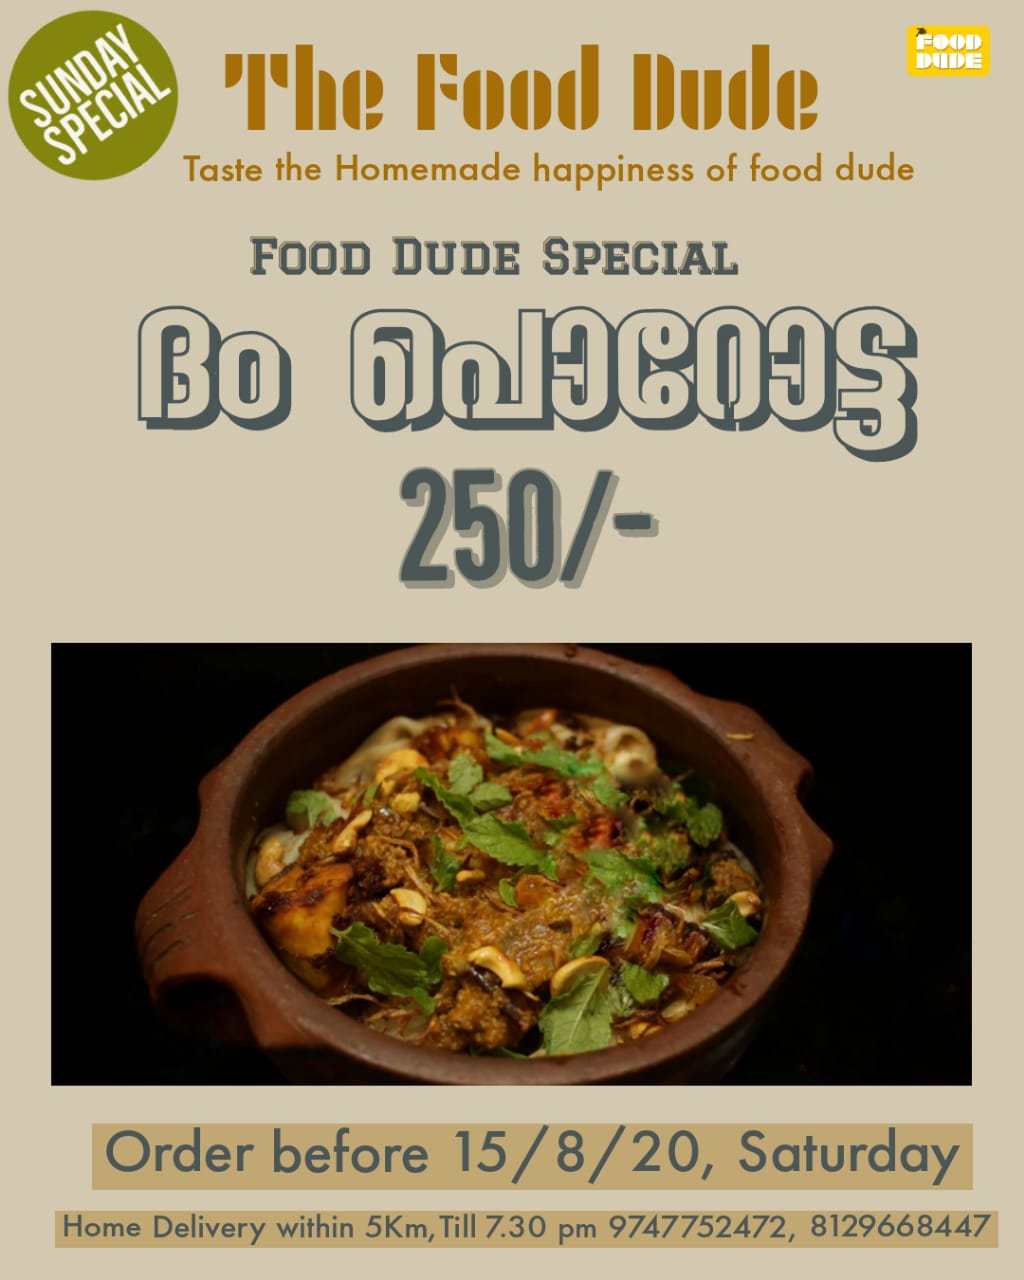 SUNDAY
SPECIAL
The Food Dude
FOOD
DUDE
Taste the Homemade happiness of food dude
Food Dude Special
ദം പൊറോട്ട
250/-
Order before 15/8/20, Saturday
Home Delivery within 5Km,Till 7.30 pm 9747752472, 8129668447